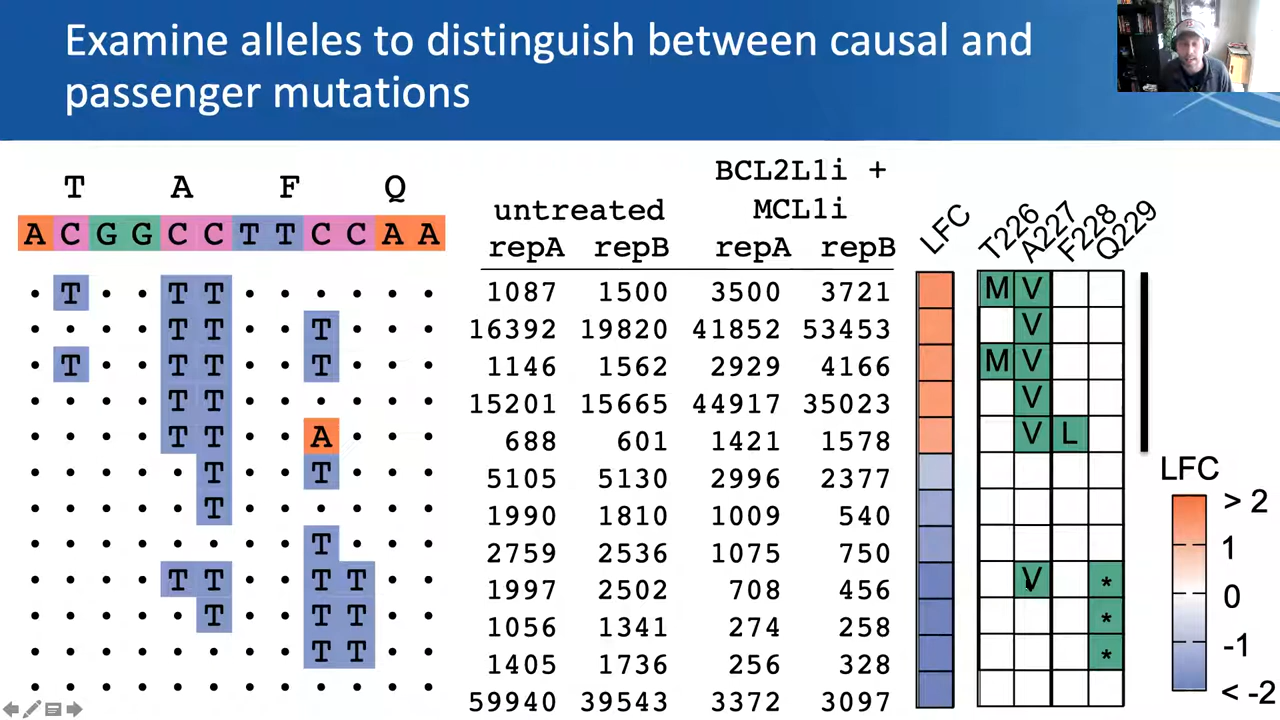 Examine alleles to distinguish between causal and
passenger mutations
T A F Q
A C G G C C T T C C A A
untreated
BCL2L1i +
MCL1i
repA repB repA repB
LFC
T226
A227
F228
Q229
T T T 1087 1500 3500 3721 M V
T T T 16392 19820 41852 53453 V
T T T T 1146 1562 2929 4166 M V
T T 15201 15665 44917 35023 V
T T A 688 601 1421 1578 V L
T T 5105 5130 2996 2377
T 1990 1810 1009 540
T 2759 2536 1075 750
T T T T 1997 2502 708 456 V *
T T T 1056 1341 274 258 *
T T 1405 1736 256 328 *
59940 39543 3372 3097
LFC
> 2
1
0
-1
< -2